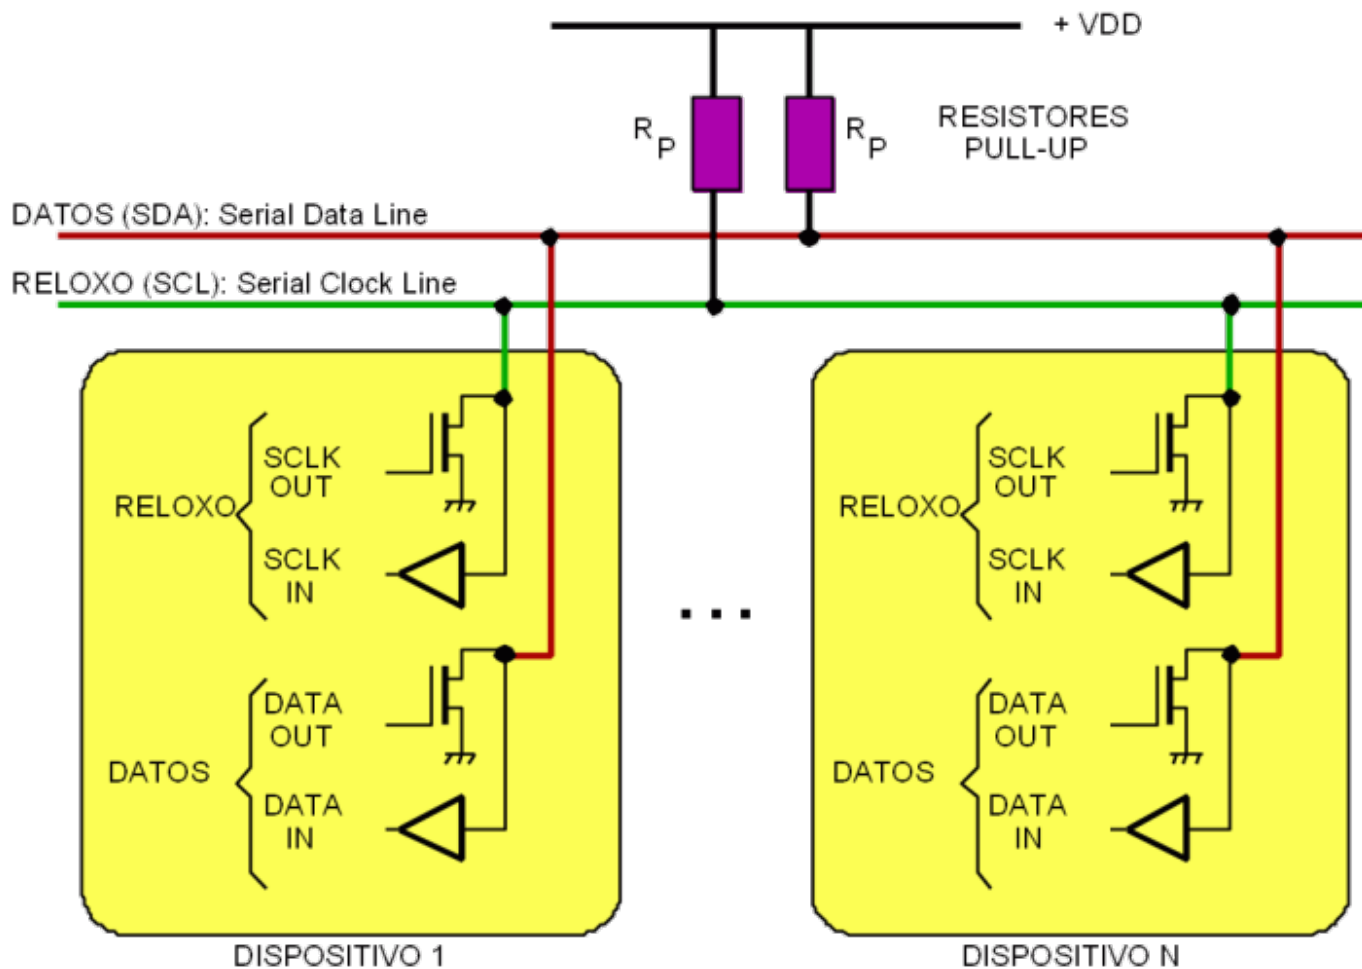 + VDD
RESISTORES
PULL-UP
RP
RP
DATOS (SDA): Serial Data Line
RELOXO (SCL): Serial Clock Line
SCLK
OUT
RELOXO
SCLK
IN
DATA
OUT
DATOS
DATA
IN
DISPOSITIVO 1
...
SCLK
OUT
RELOXO
SCLK
IN
DATA
OUT
DATOS
DATA
IN
DISPOSITIVO N